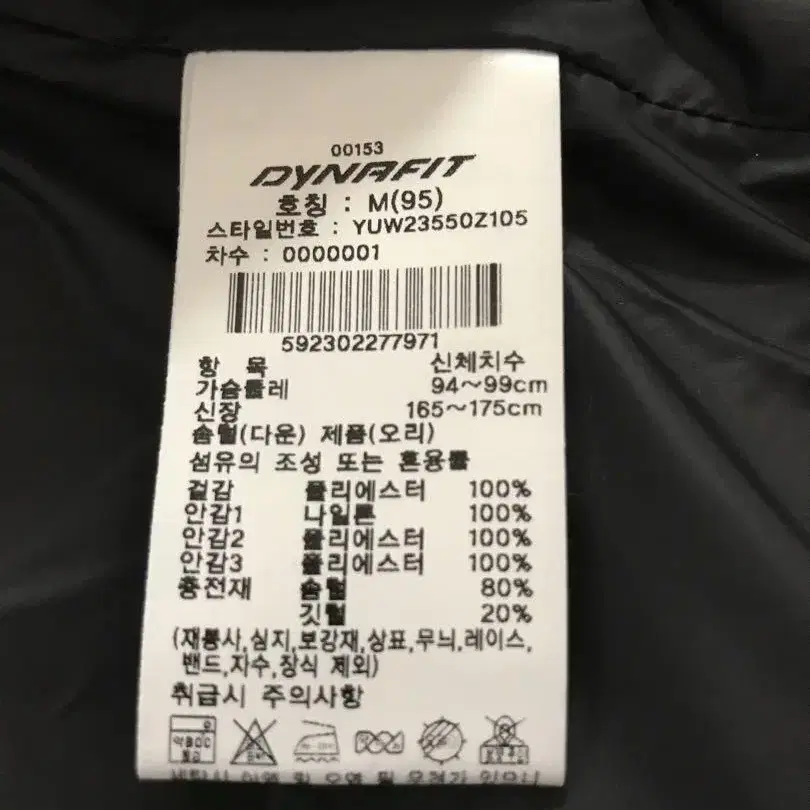 00153
DYNAFIT
호칭 : M(95)
스타일번호 : YUW23550Z105
차수 : 0000001
592302277971
항 목 신체치수
가슴둘레 94~99cm
신장 165~175cm
솜털(다운) 제품(오리)
섬유의 조성 또는 혼용률
겉감 폴리에스터 100%
안감1 나일론 100%
안감2 폴리에스터 100%
안감3 폴리에스터 100%
충전재 솜털 80%
깃털 20%
(재봉사,심지,보강재,상표,무늬,레이스,
밴드,자수,장식 제외)
취급시 주의사항